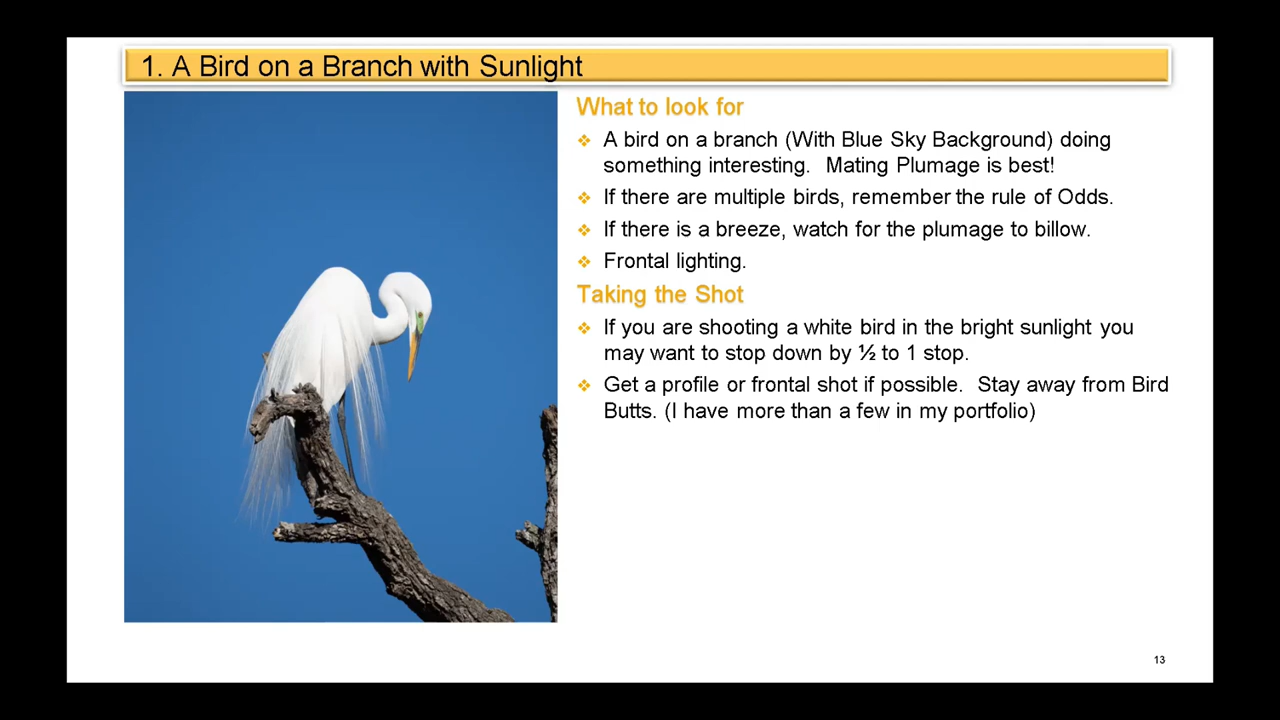 1. A Bird on a Branch with Sunlight
What to look for
❖ A bird on a branch (With Blue Sky Background) doing
something interesting.  Mating Plumage is best!
❖ If there are multiple birds, remember the rule of Odds.
❖ If there is a breeze, watch for the plumage to billow.
❖ Frontal lighting.
Taking the Shot
❖ If you are shooting a white bird in the bright sunlight you
may want to stop down by ½ to 1 stop.
❖ Get a profile or frontal shot if possible.  Stay away from Bird
Butts. (I have more than a few in my portfolio)
13